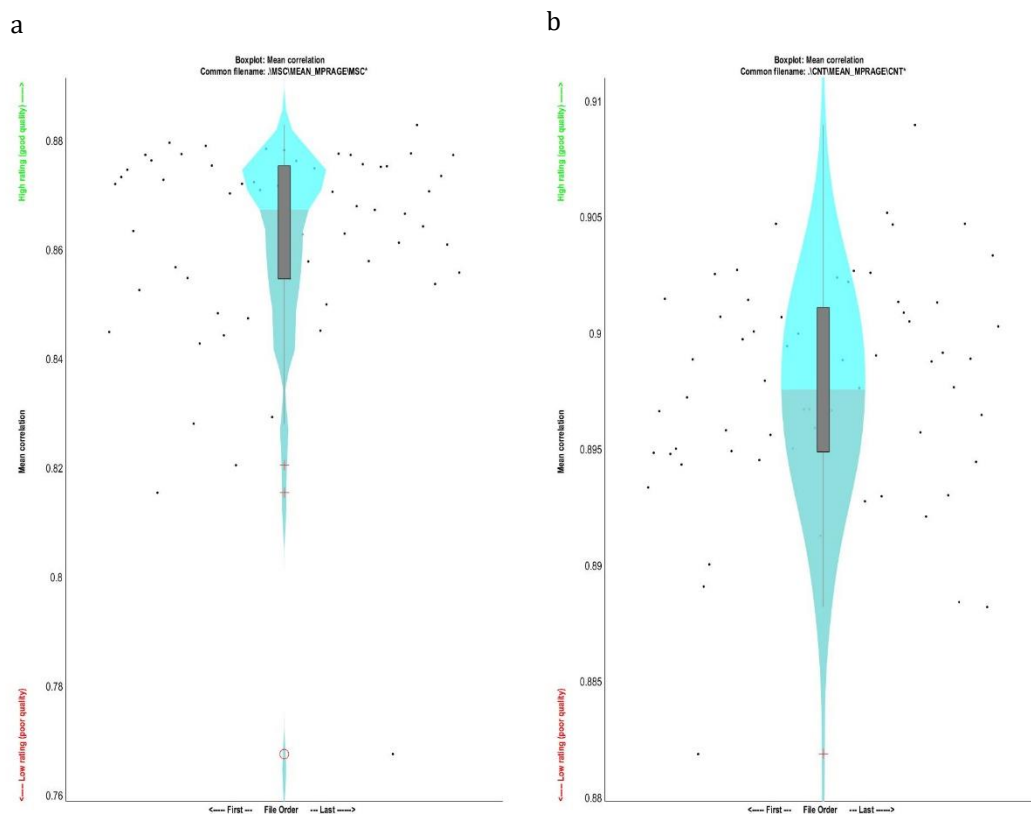 a
b
Boxplot: Mean correlation
Common filename: .\MSC\MEAN_MPRAGE\MSC*
High rating (good quality) ----->
Mean correlation
<----- Low rating (poor quality)
0.88
0.86
0.84
0.82
0.8
0.78
0.76
<----- First --- File Order --- Last ------>
Boxplot: Mean correlation
Common filename: .\CNT\MEAN_MPRAGE\CNT*
High rating (good quality) ----->
Mean correlation
<----- Low rating (poor quality)
0.91
0.905
0.9
0.895
0.89
0.885
0.88
<----- First --- File Order --- Last ------>